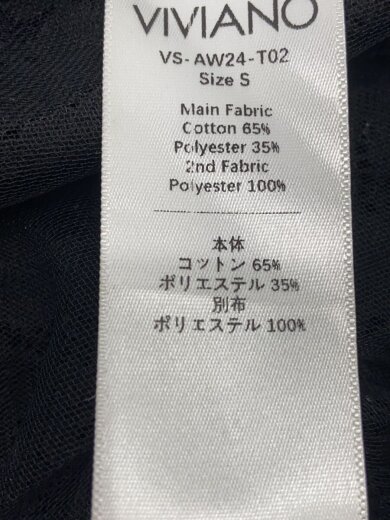 VIVIANO
VS-AW24-T02
Size S
Main Fabric
Cotton 65%
Polyester 35%
2nd Fabric
Polyester 100%
本体
コットン 65%
ポリエステル 35%
別布
ポリエステル 100%